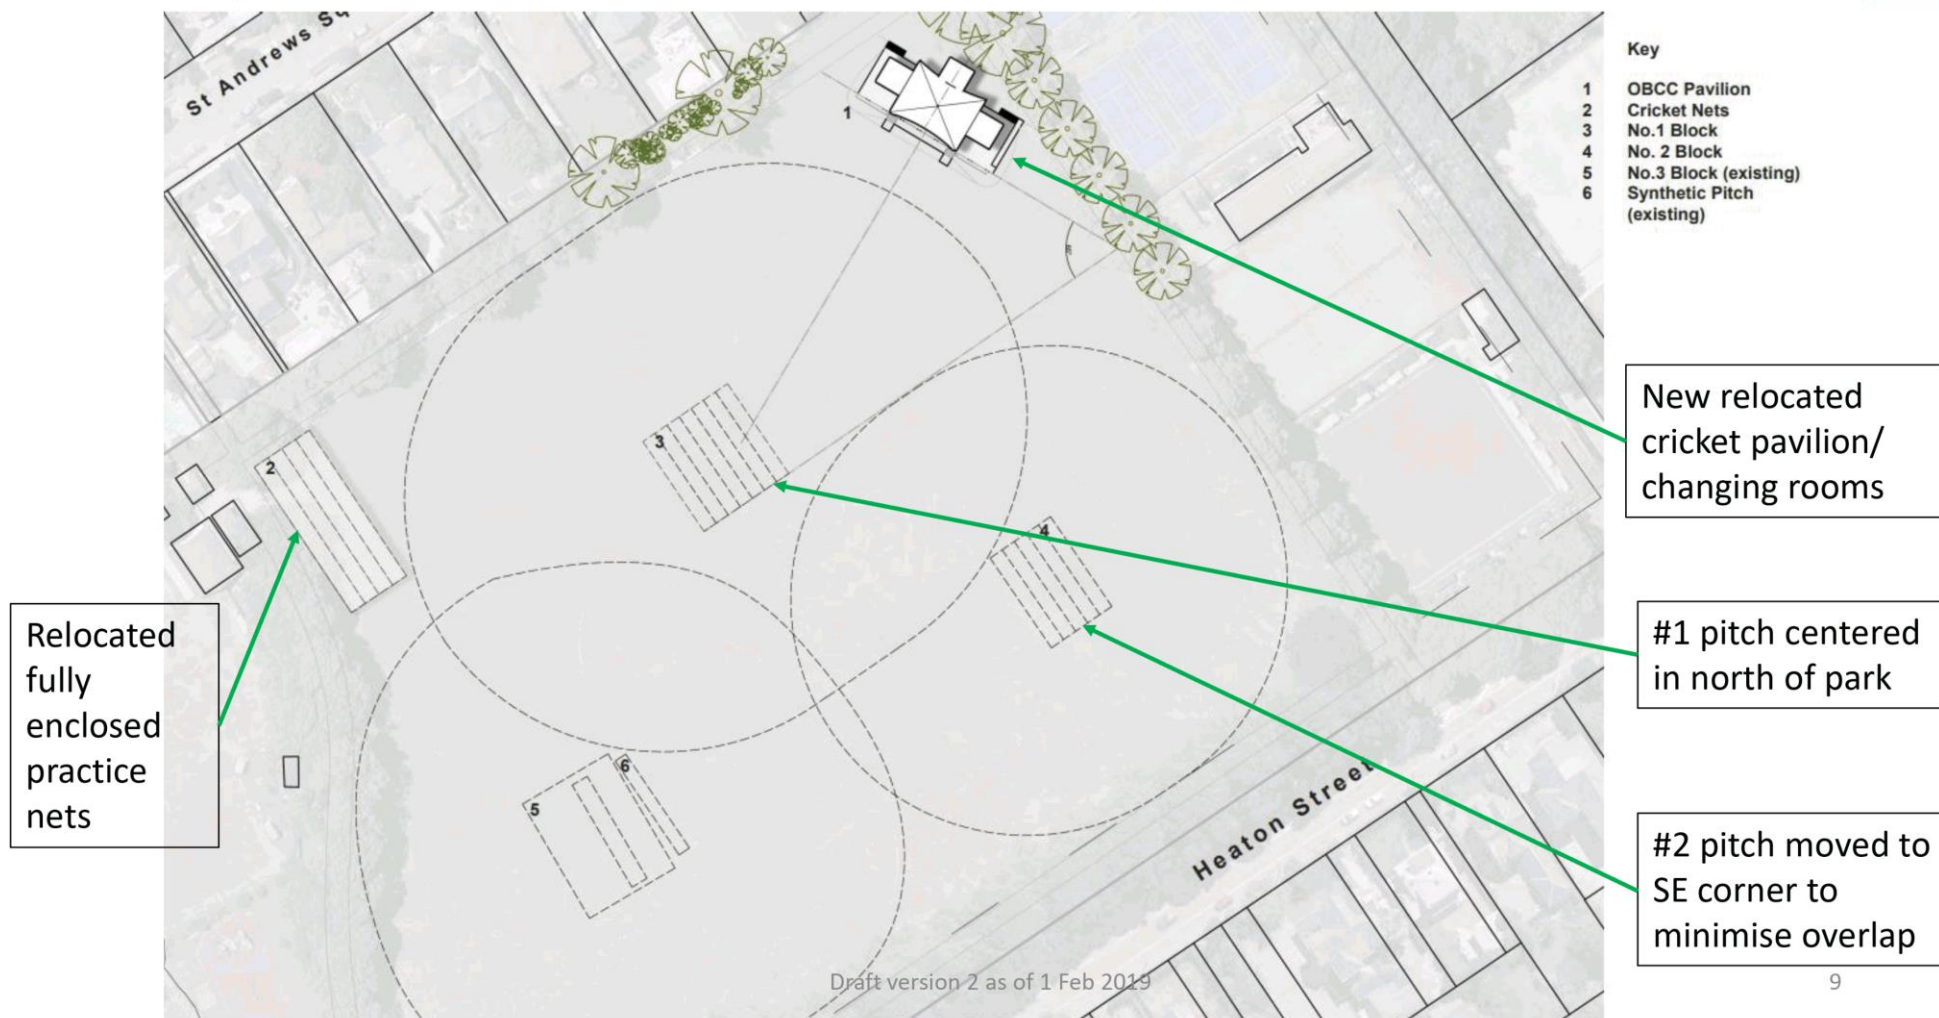 St Andrews Sq
Key
1 OBCC Pavilion
2 Cricket Nets
3 No.1 Block
4 No. 2 Block
5 No.3 Block (existing)
6 Synthetic Pitch
(existing)
1
2
3
4
5
6
New relocated
cricket pavilion/
changing rooms
#1 pitch centered
in north of park
Relocated
fully
enclosed
practice
nets
#2 pitch moved to
SE corner to
minimise overlap
Heaton Street
Draft version 2 as of 1 Feb 2019
9